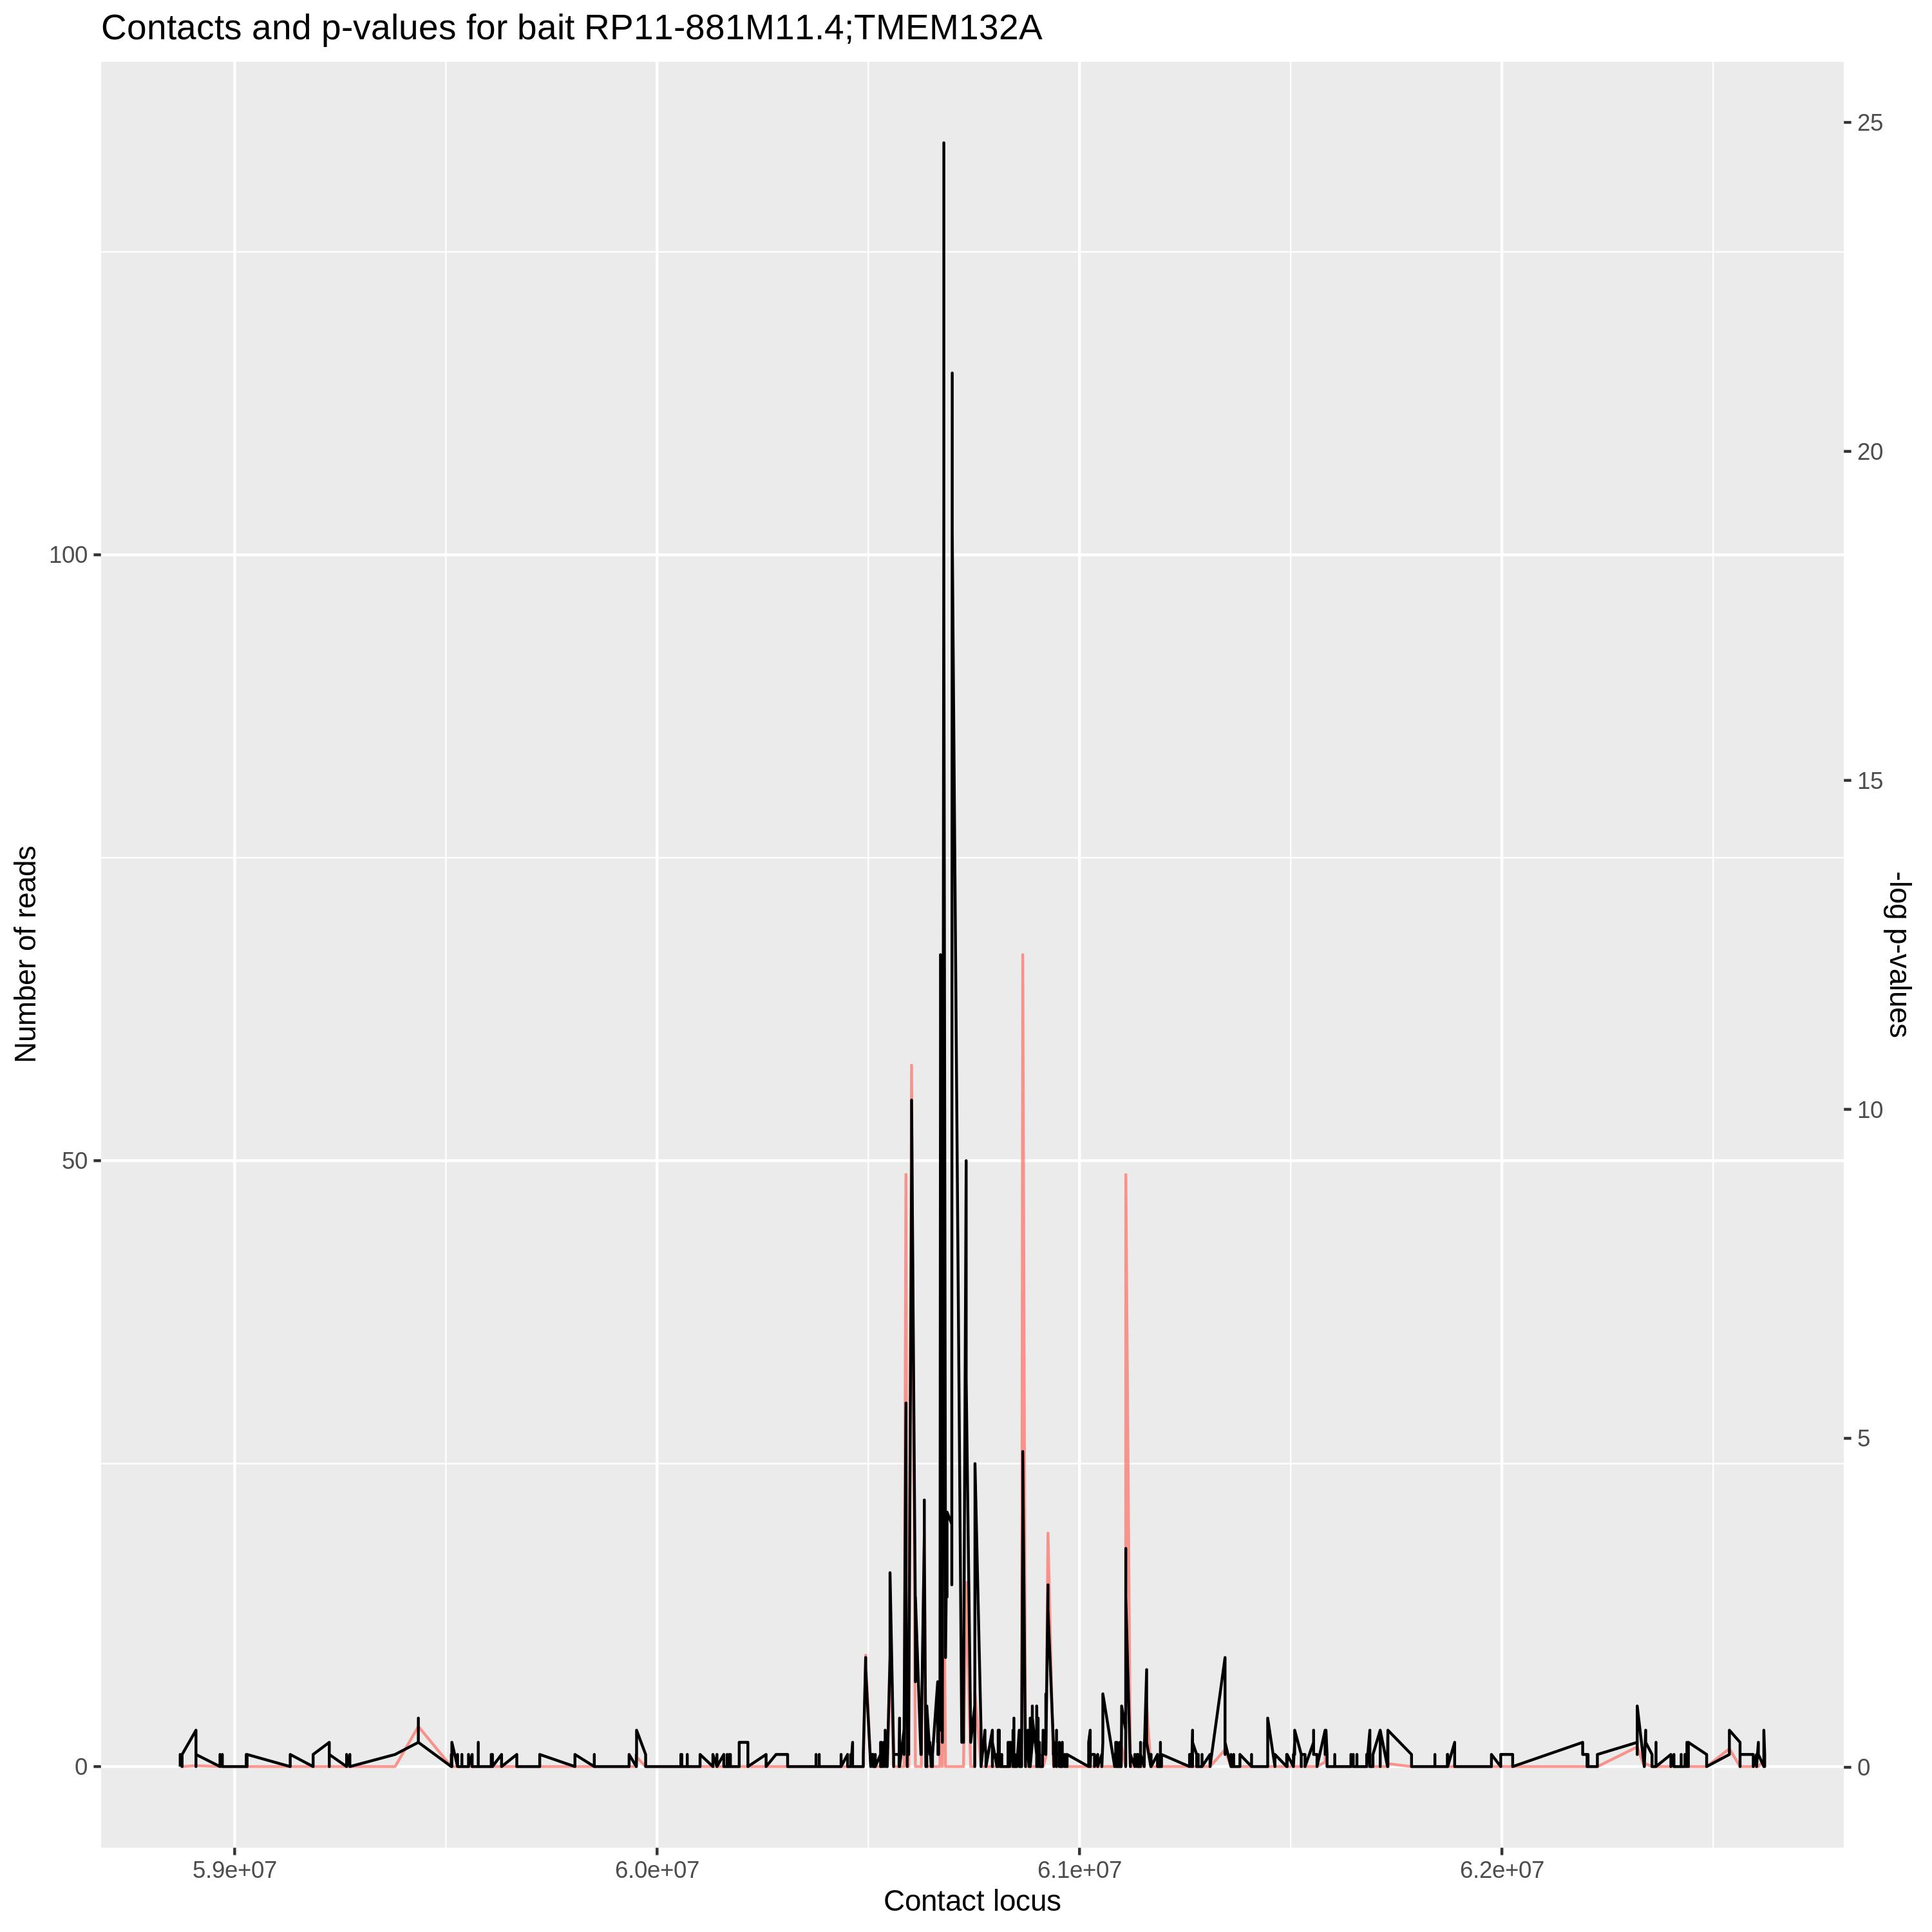 Contacts and p-values for bait RP11-881M11.4;TMEM132A
25
20
100
15
Number of reads
-log p-values
10
50
5
0
0
5.9e+07
6.0e+07
6.1e+07
6.2e+07
Contact locus